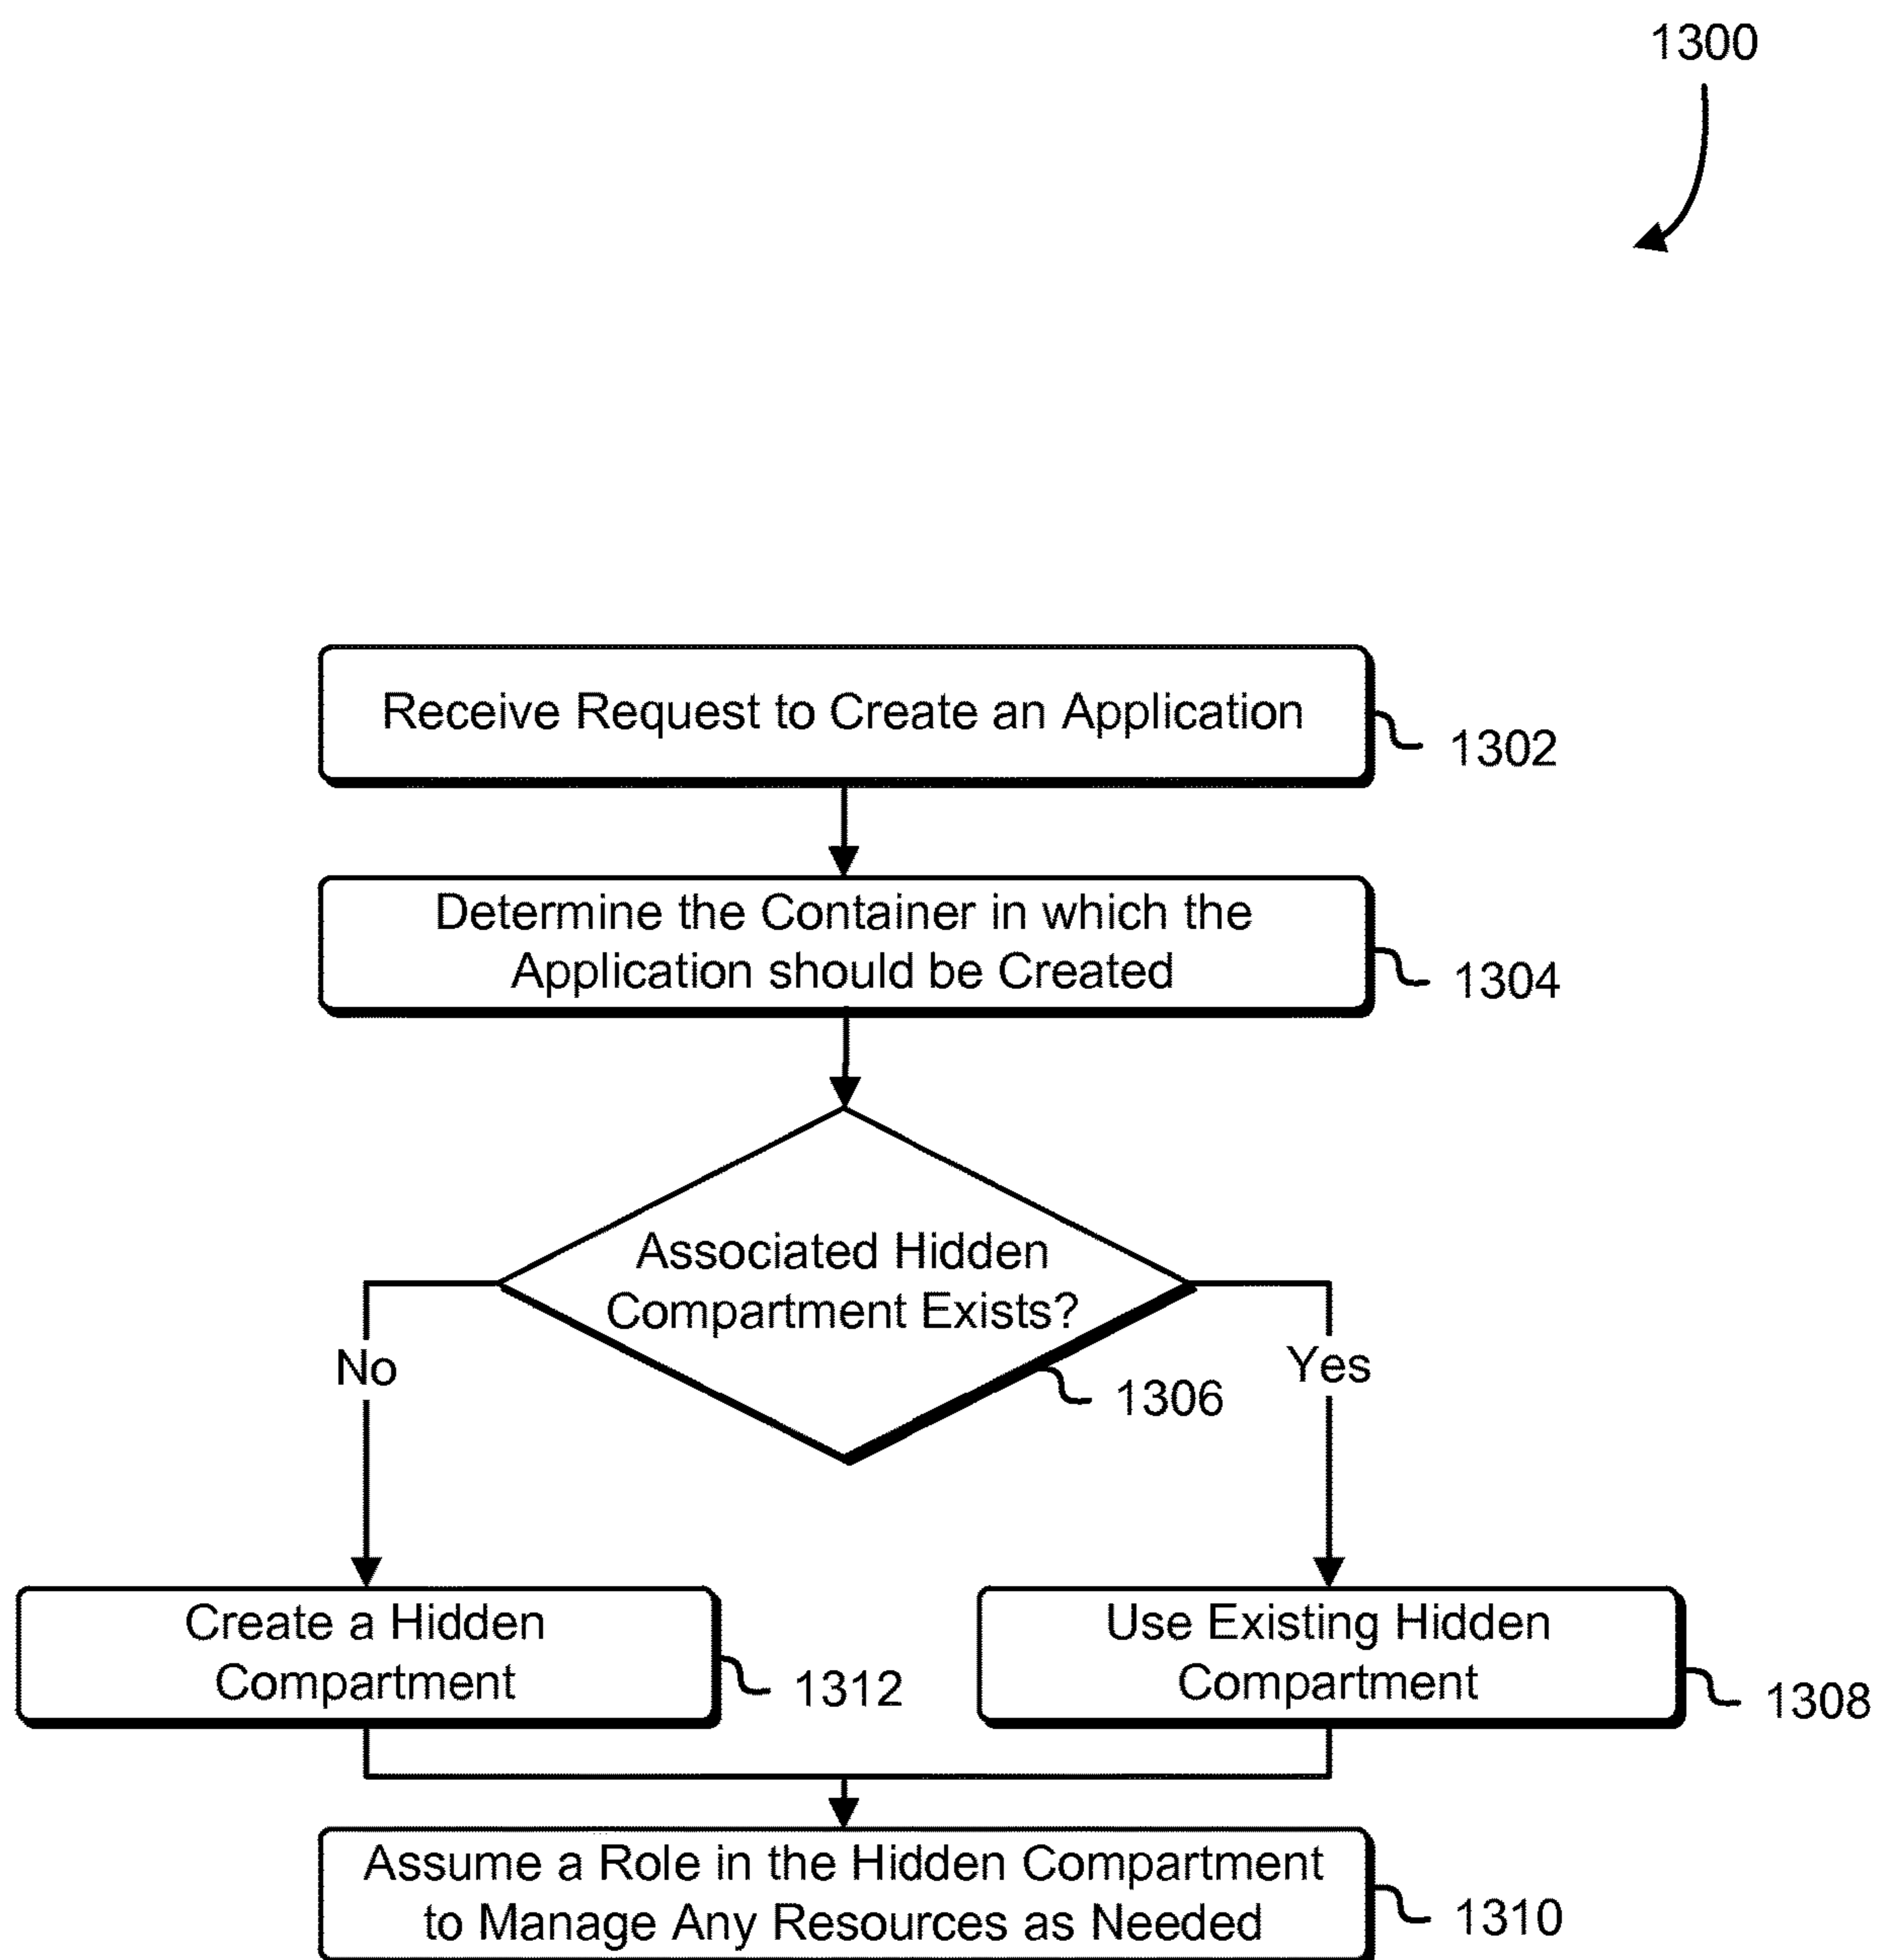 1300
Receive Request to Create an Application
1302
Determine the Container in which the
Application should be Created
1304
Associated Hidden
Compartment Exists?
1306
No
Yes
Create a Hidden
Compartment
1312
Use Existing Hidden
Compartment
1308
Assume a Role in the Hidden Compartment
to Manage Any Resources as Needed
1310